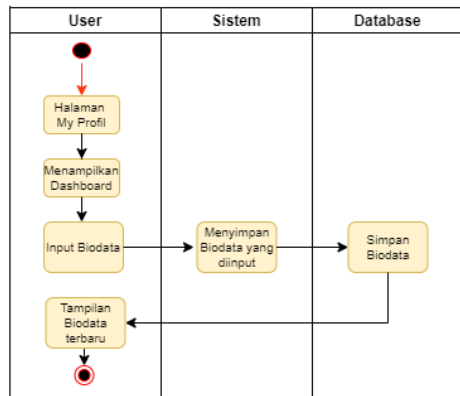 User
Sistem
Database
Halaman
My Profil
Menampilkan
Dashboard
Input Biodata
Menyimpan
Biodata yang
diinput
Simpan
Biodata
Tampilan
Biodata
terbaru